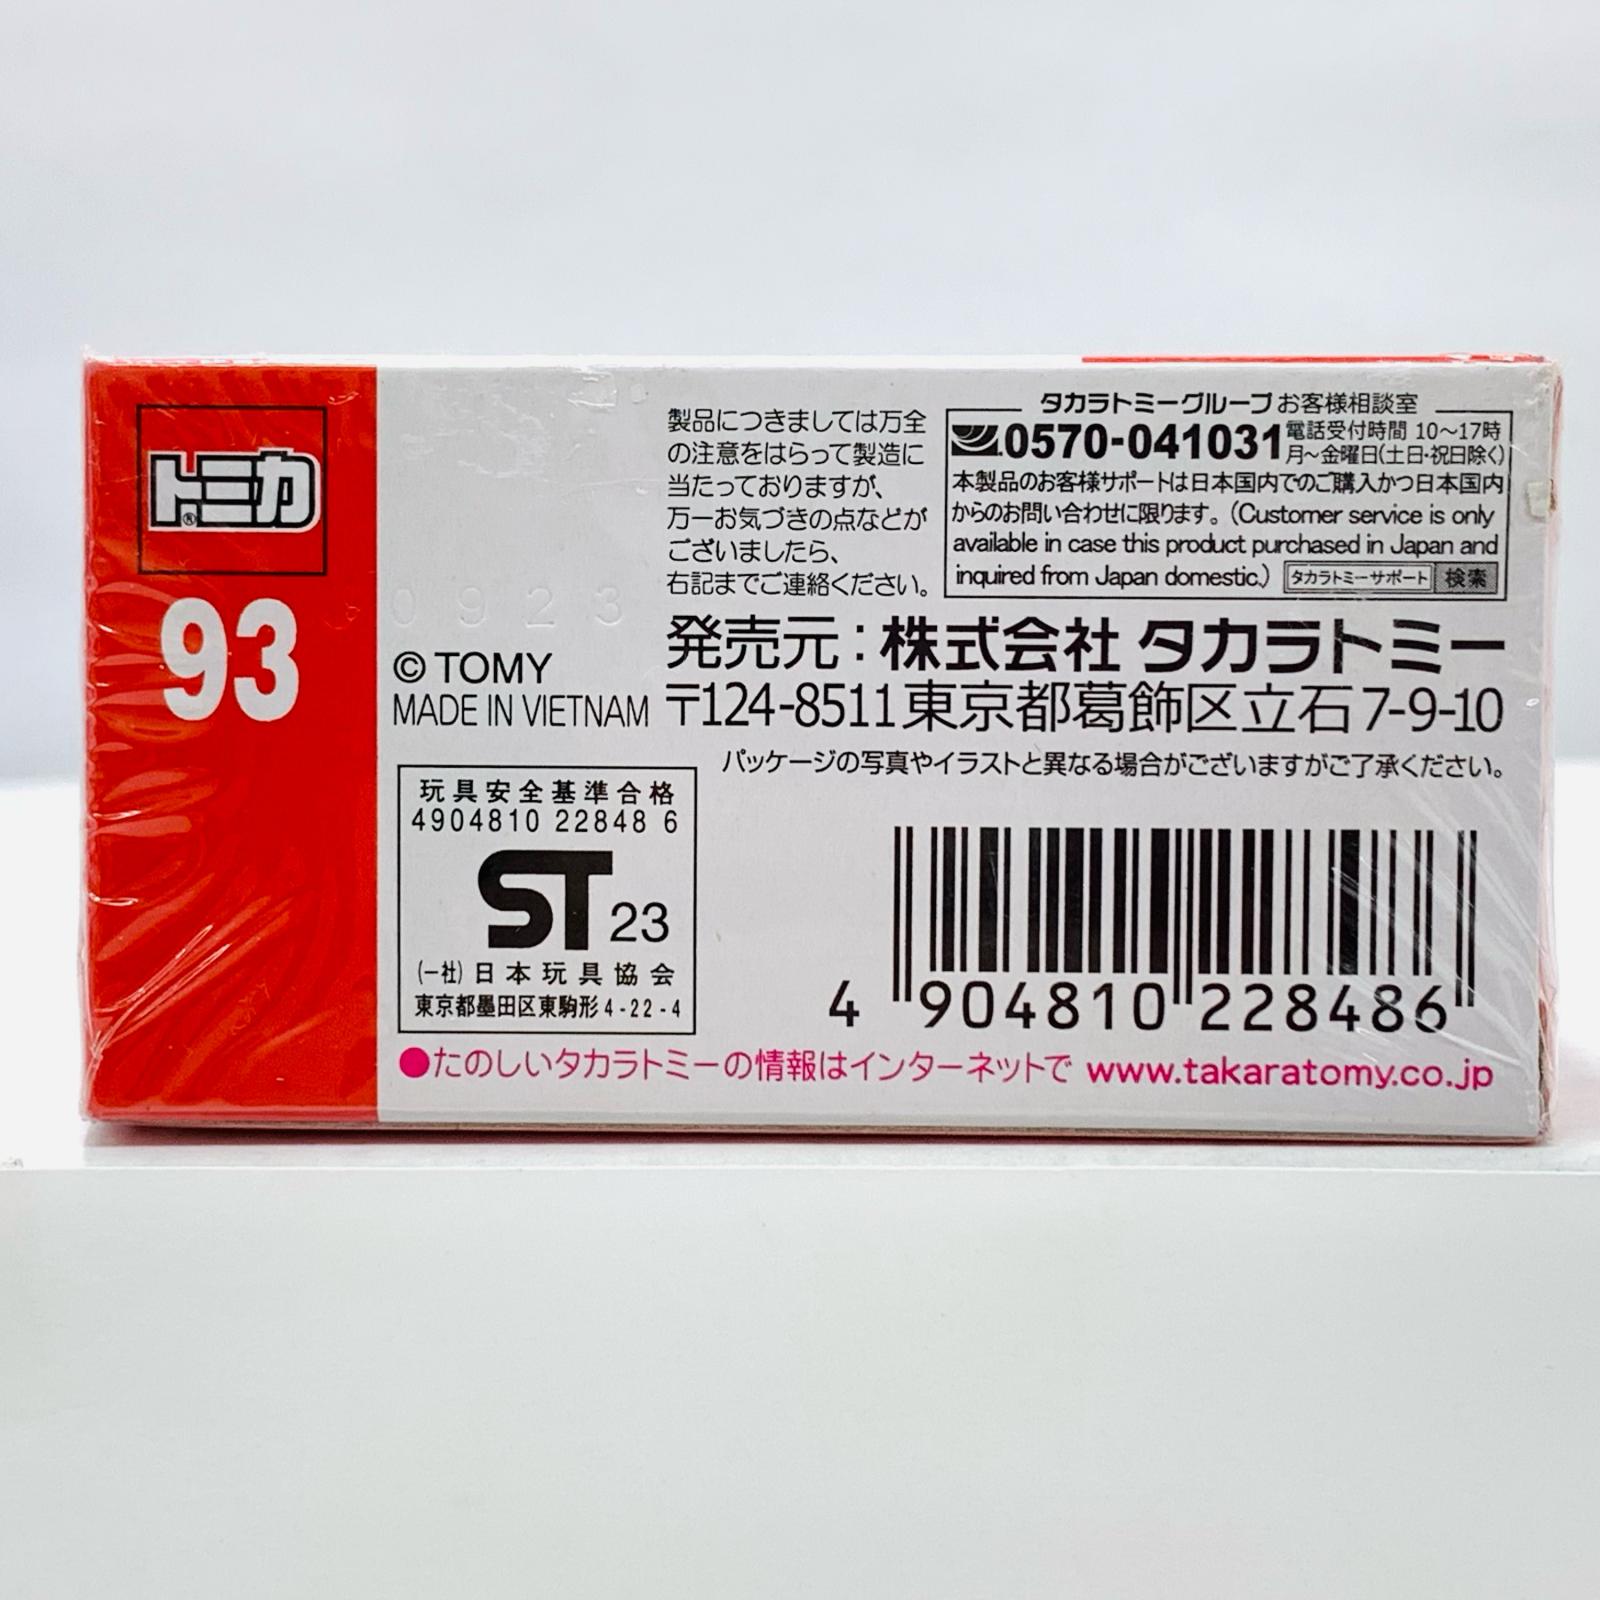 トミカ®
93
0923
© TOMY
MADE IN VIETNAM
製品につきましては万全
の注意をはらって製造に
当たっておりますが、
万一お気づきの点などが
ございましたら、
右記までご連絡ください。
タカラトミーグループお客様相談室
0570-041031
電話受付時間 10～17時
月～金曜日(土日・祝日除く)
本製品のお客様サポートは日本国内でのご購入かつ日本国内
からのお問い合わせに限ります。(Customer service is only
available in case this product purchased in Japan and
inquired from Japan domestic.) タカラトミーサポート 検索
発売元：株式会社 タカラトミー
〒124-8511 東京都葛飾区立石 7-9-10
パッケージの写真やイラストと異なる場合がございますがご了承ください。
玩具安全基準合格
4904810 22848 6
ST 23
(一社)日本玩具協会
東京都墨田区東駒形 4-22-4
4 904810 228486
●たのしいタカラトミーの情報はインターネットで www.takaratomy.co.jp